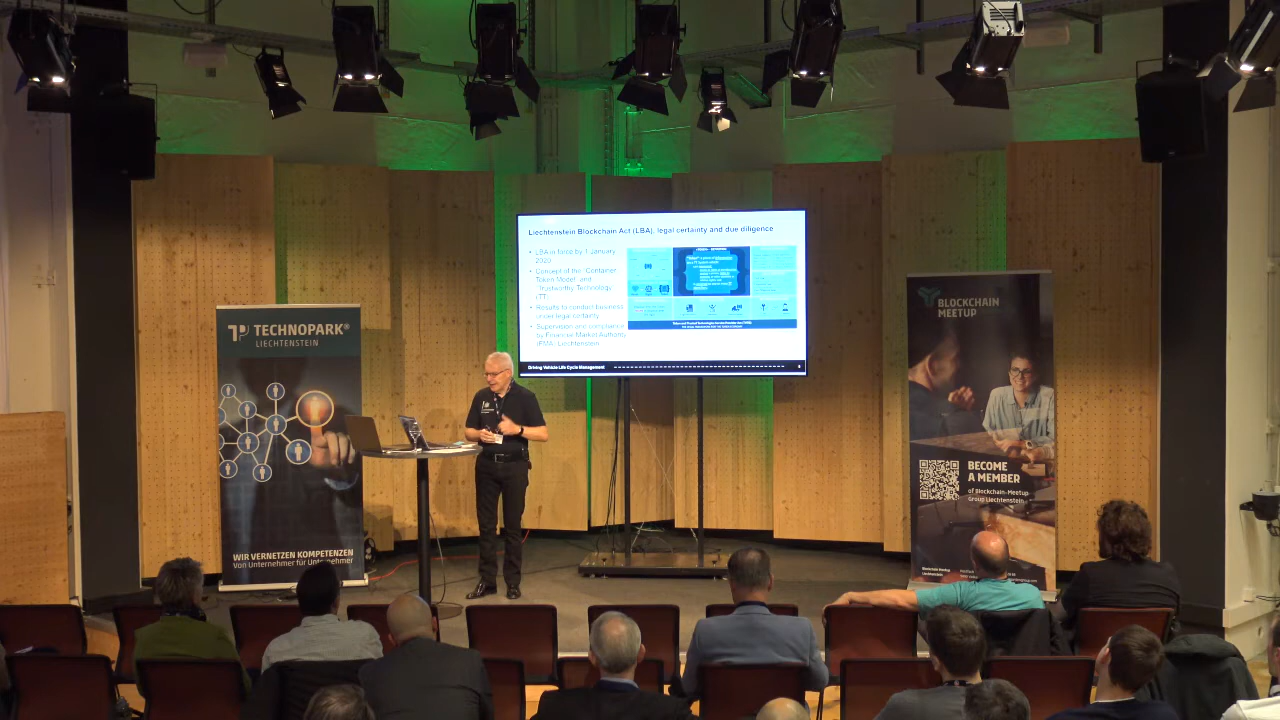 Liechtenstein Blockchain Act (LBA), legal certainty and due diligence
• LBA in force by 1 January
2020
• Concept of the "Container
Token Model" and
"Trustworthy Technology
(TT)
• Results to conduct business
under legal certainty
• Supervision and compliance
by Financial Market Authority
(FMA) Liechtenstein
Driving Vehicle Life Cycle Management
TECHNOPARK®
LIECHTENSTEIN
WIR VERNETZEN KOMPETENZEN
Von Unternehmer für Unternehmer
BLOCKCHAIN
MEETUP
BECOME
A MEMBER
of Blockchain-Meetup
Group Liechtenstein
Blockchain Meetup
Liechtenstein